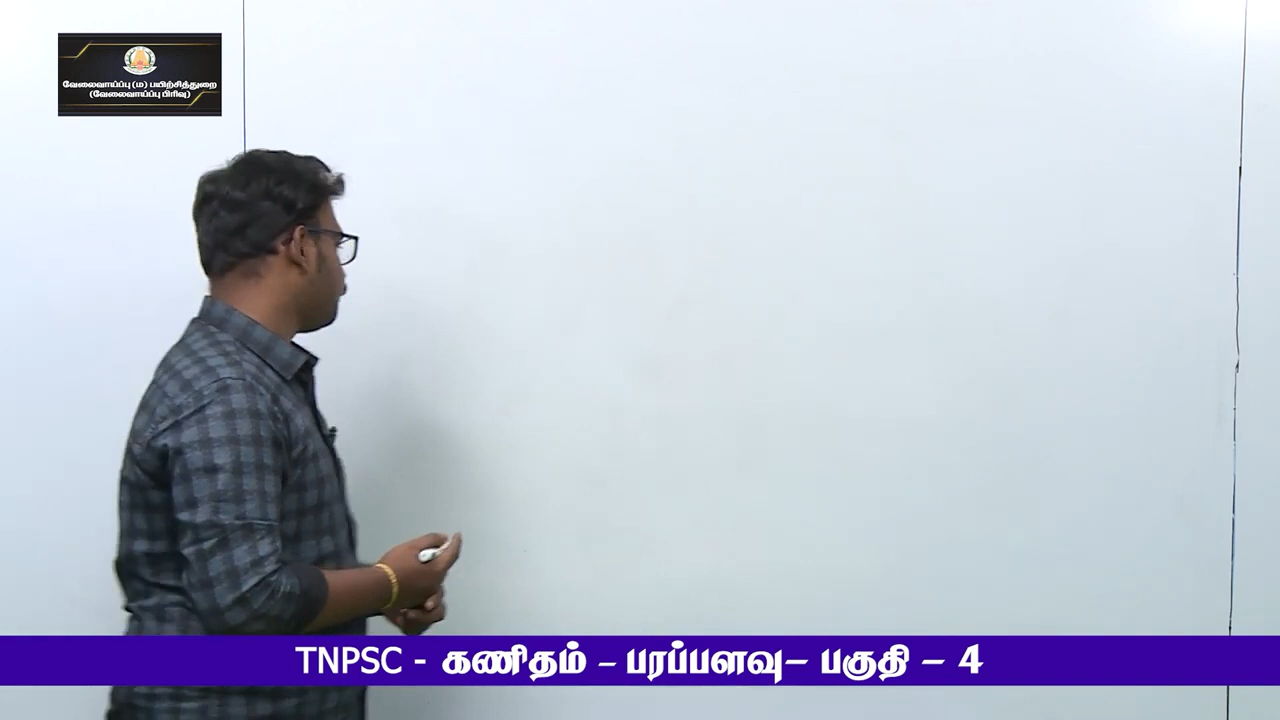 வேலைவாய்ப்பு (ம) பயிற்சித்துறை
(வேலைவாய்ப்பு பிரிவு)
TNPSC - கணிதம் - பரப்பளவு- பகுதி - 4